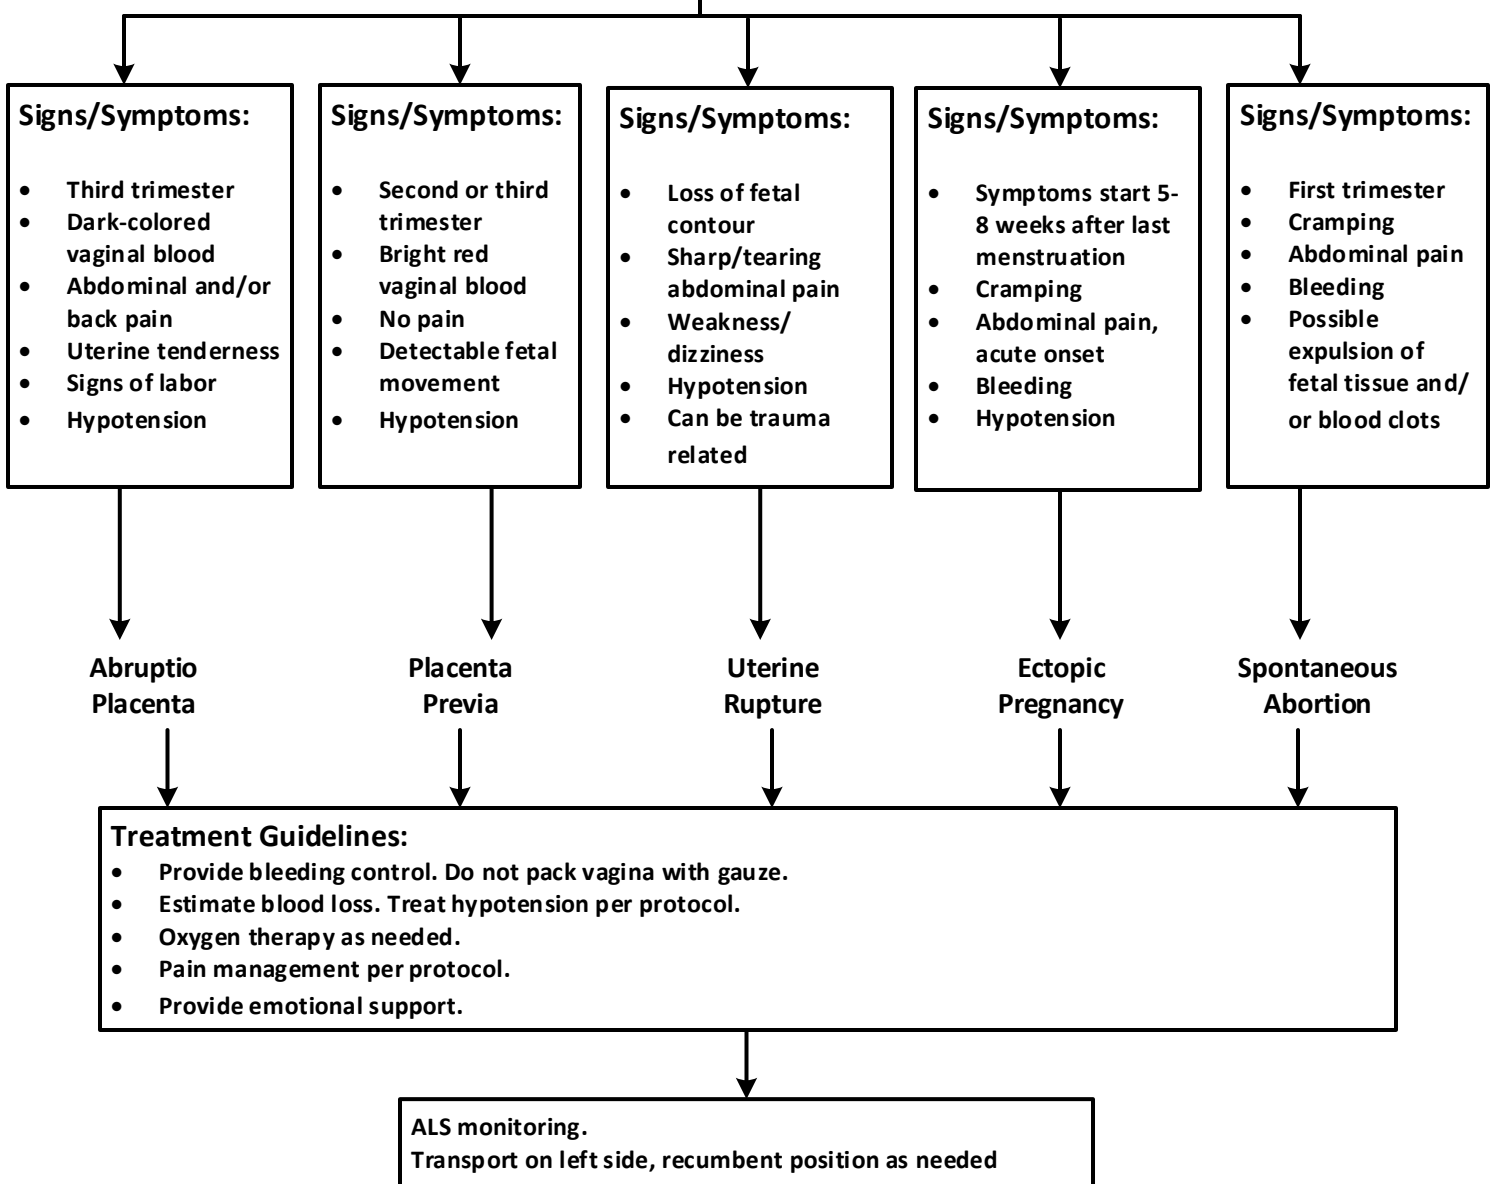 Signs/Symptoms:
• Third trimester
• Dark-colored
vaginal blood
• Abdominal and/or
back pain
• Uterine tenderness
• Signs of labor
• Hypotension
Signs/Symptoms:
• Second or third
trimester
• Bright red
vaginal blood
• No pain
• Detectable fetal
movement
• Hypotension
Signs/Symptoms:
• Loss of fetal
contour
• Sharp/tearing
abdominal pain
• Weakness/
dizziness
• Hypotension
• Can be trauma
related
Signs/Symptoms:
• Symptoms start 5-
8 weeks after last
menstruation
• Cramping
• Abdominal pain,
acute onset
• Bleeding
• Hypotension
Signs/Symptoms:
• First trimester
• Cramping
• Abdominal pain
• Bleeding
• Possible
expulsion of
fetal tissue and/
or blood clots
Abruptio
Placenta
Placenta
Previa
Uterine
Rupture
Ectopic
Pregnancy
Spontaneous
Abortion
Treatment Guidelines:
• Provide bleeding control. Do not pack vagina with gauze.
• Estimate blood loss. Treat hypotension per protocol.
• Oxygen therapy as needed.
• Pain management per protocol.
• Provide emotional support.
ALS monitoring.
Transport on left side, recumbent position as needed